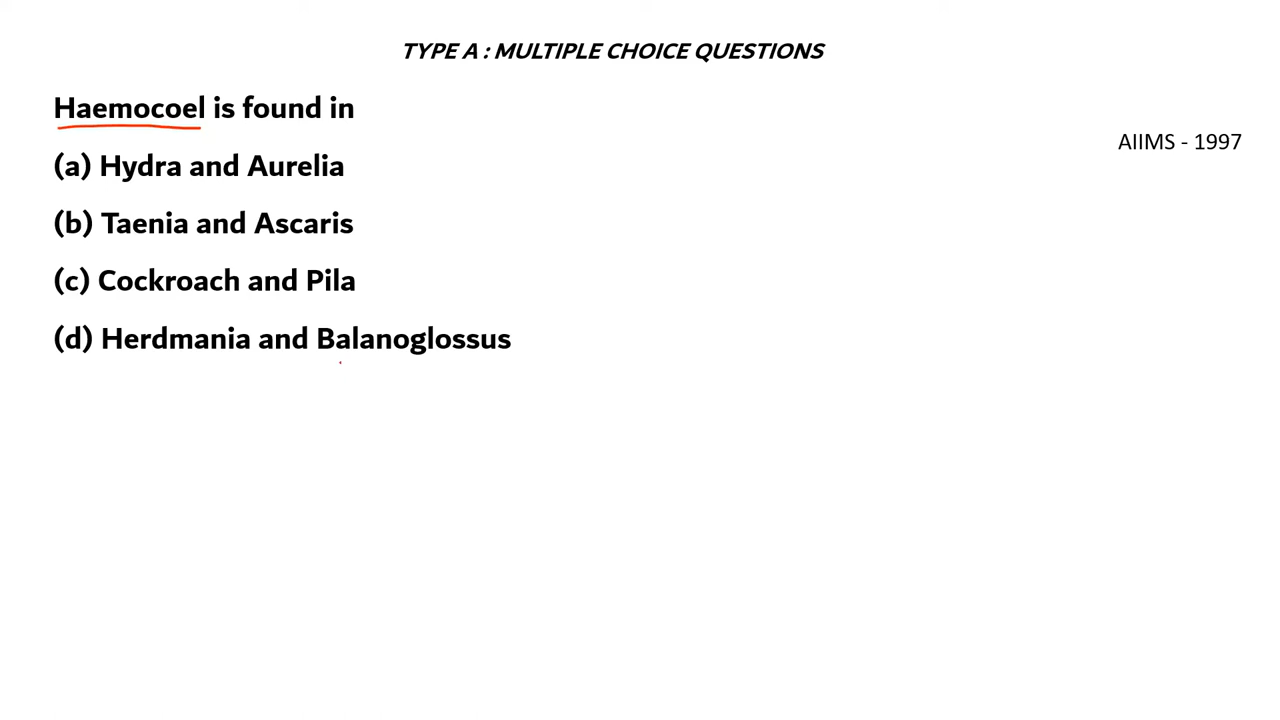 TYPE A : MULTIPLE CHOICE QUESTIONS
Haemocoel is found in
AIIMS - 1997
(a) Hydra and Aurelia
(b) Taenia and Ascaris
(c) Cockroach and Pila
(d) Herdmania and Balanoglossus